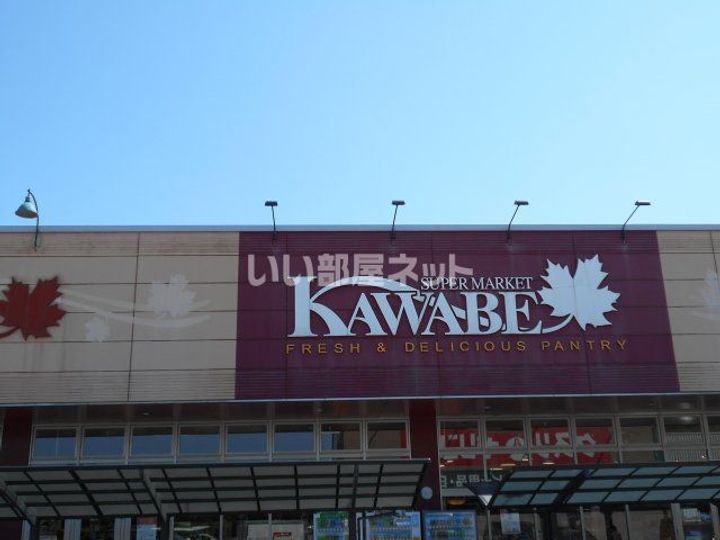 いい部屋ネット
SUPER MARKET
KAWABE
FRESH & DELICIOUS PANTRY